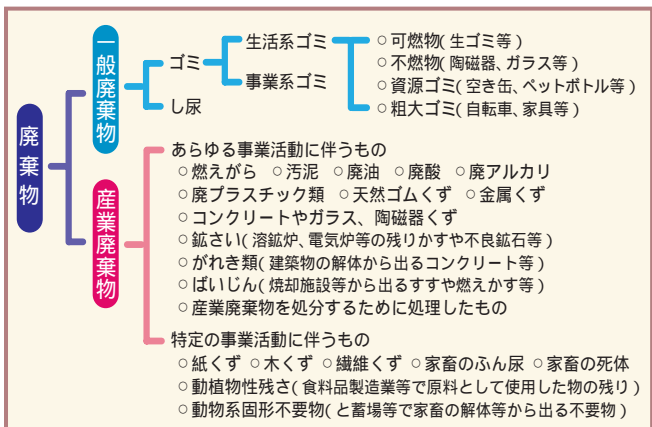 廃棄物
一般廃棄物
ゴミ
生活系ゴミ
○可燃物(生ゴミ等)
○不燃物(陶磁器、ガラス等)
○資源ゴミ(空き缶、ペットボトル等)
○粗大ゴミ(自転車、家具等)
事業系ゴミ
し尿
産業廃棄物
あらゆる事業活動に伴うもの
○燃えがら ○汚泥 ○廃油 ○廃酸 ○廃アルカリ
○廃プラスチック類 ○天然ゴムくず ○金属くず
○コンクリートやガラス、陶磁器くず
○鉱さい(溶鉱炉、電気炉等の残りかすや不良鉱石等)
○がれき類(建築物の解体から出るコンクリート等)
○ばいじん(焼却施設等から出るすすや燃えかす等)
○産業廃棄物を処分するために処理したもの
特定の事業活動に伴うもの
○紙くず ○木くず ○繊維くず ○家畜のふん尿 ○家畜の死体
○動植物性残さ(食料品製造業等で原料として使用した物の残り)
○動物系固形不要物(と蓄場等で家畜の解体等から出る不要物)